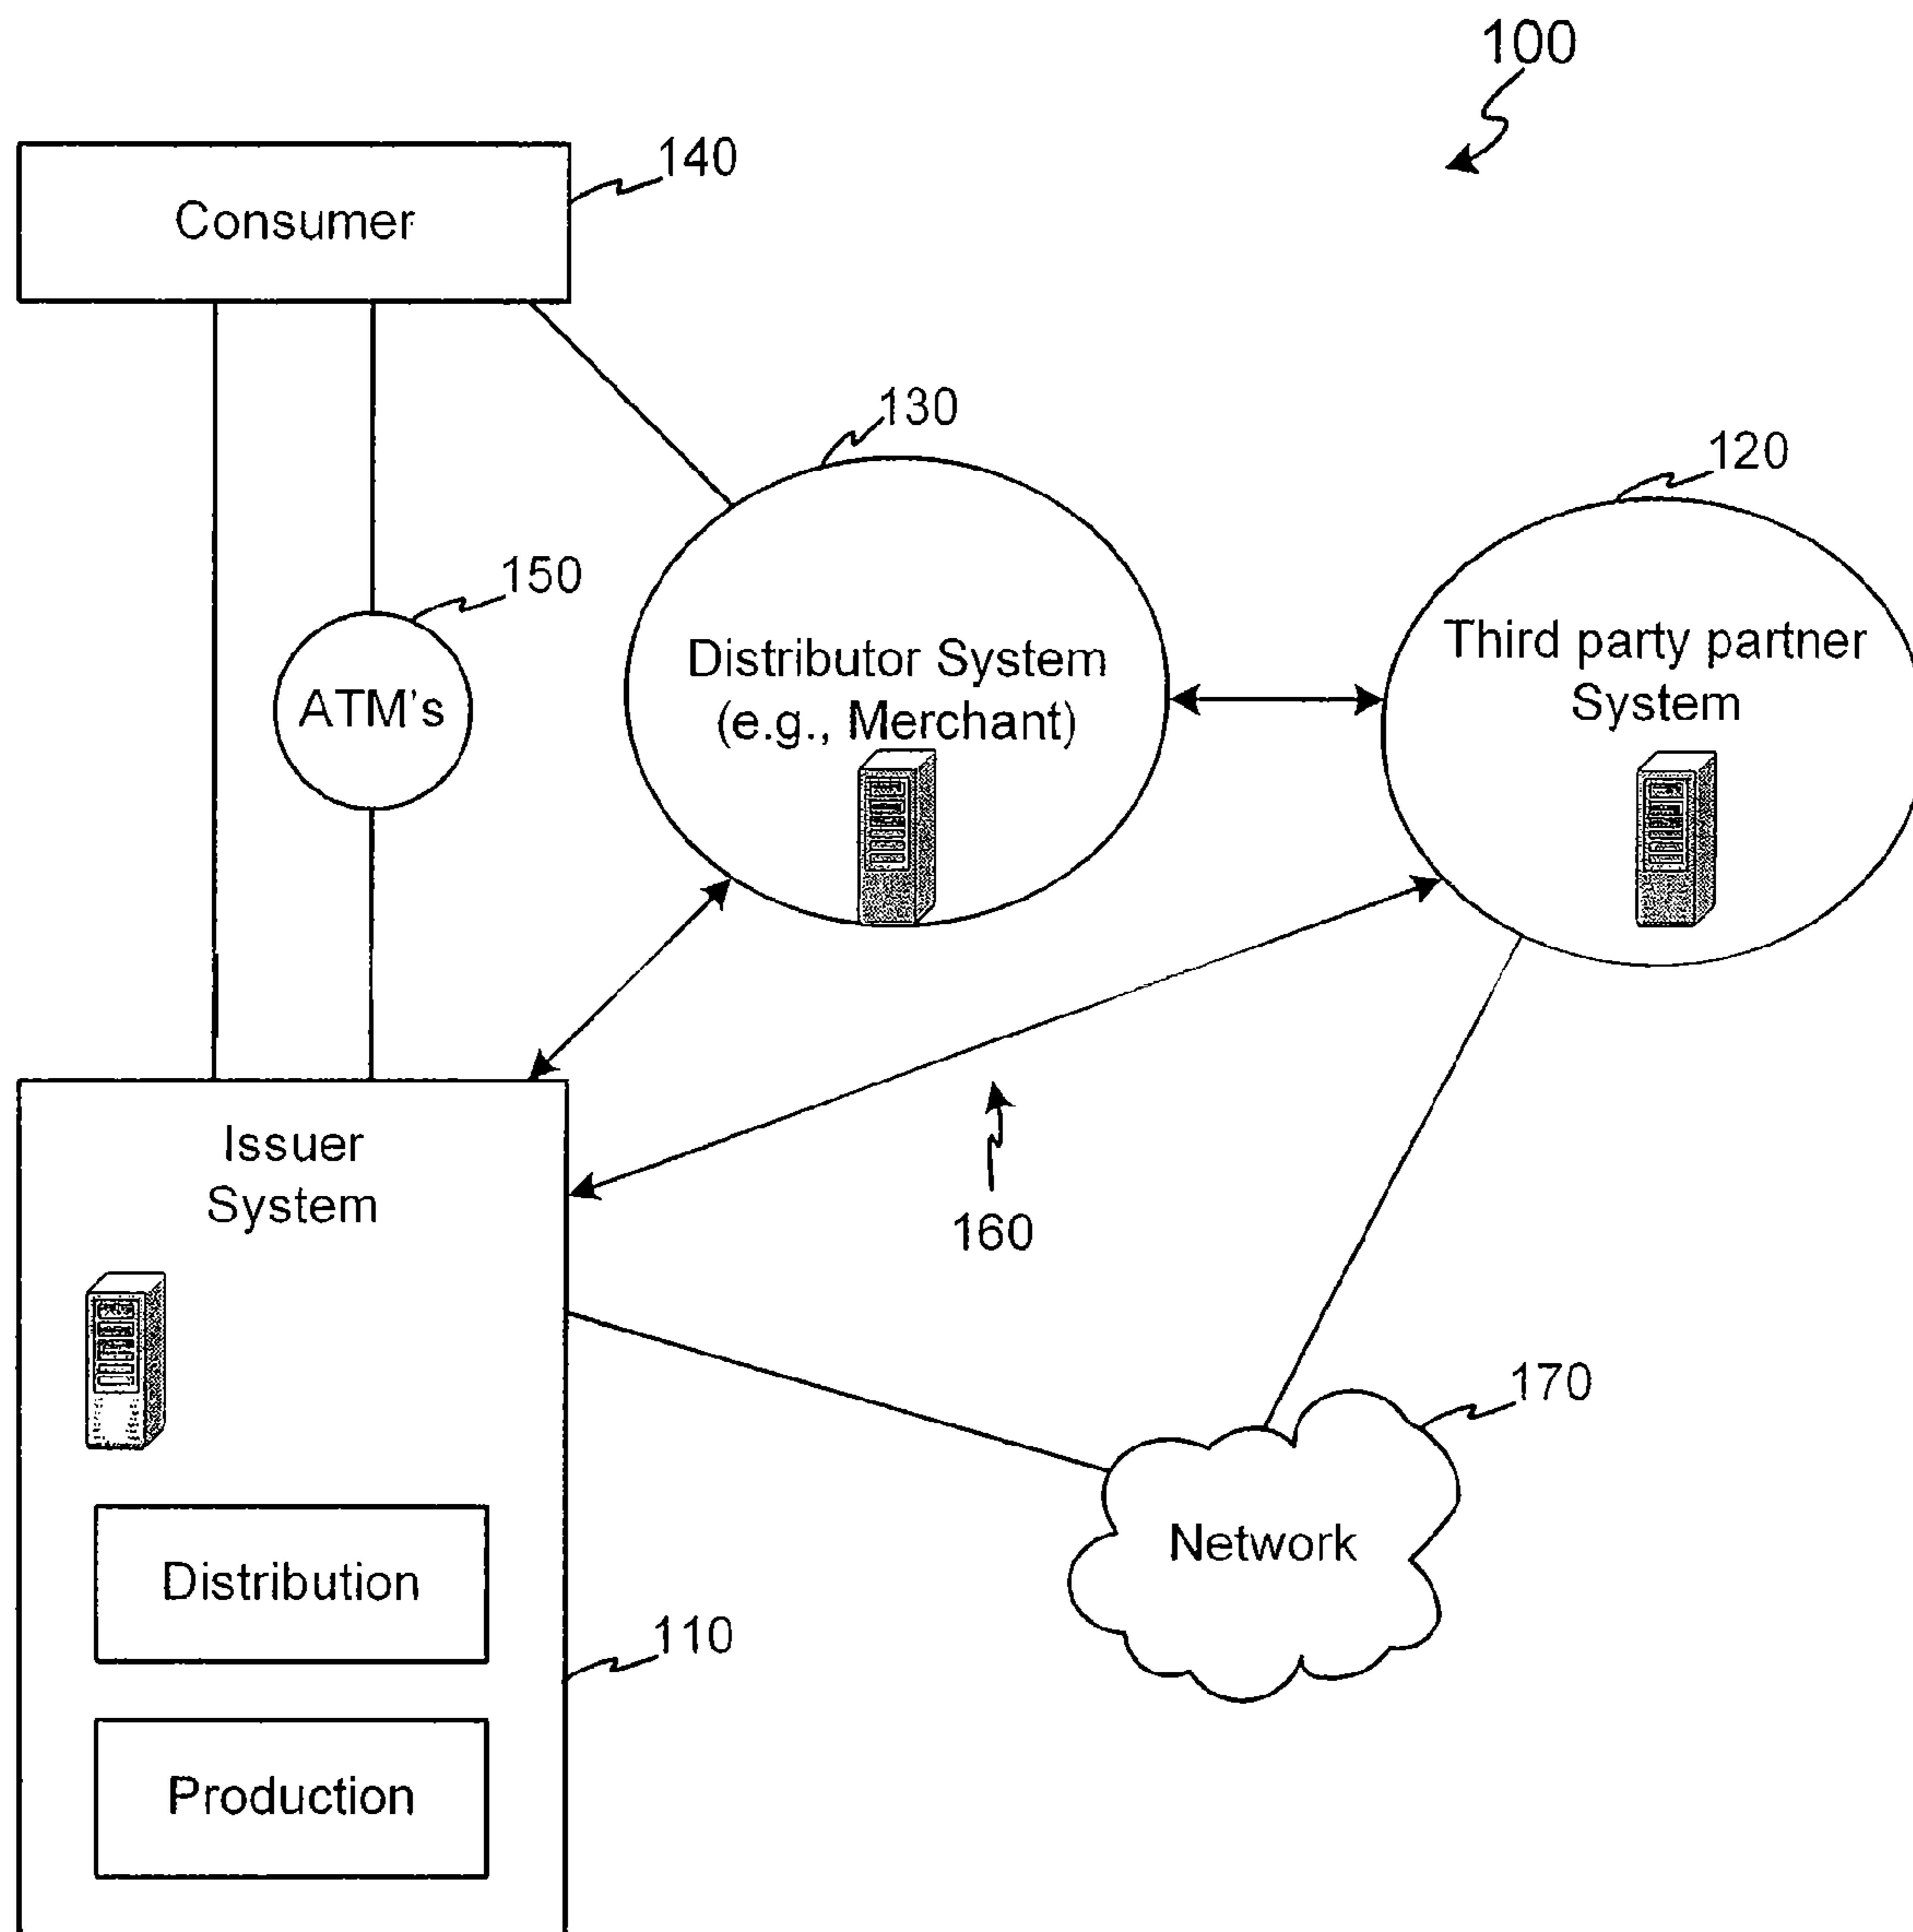 100
140
Consumer
130
120
150
Distributor System
(e.g., Merchant)
Third party partner
System
ATM's
Issuer
System
160
170
Network
Distribution
110
Production